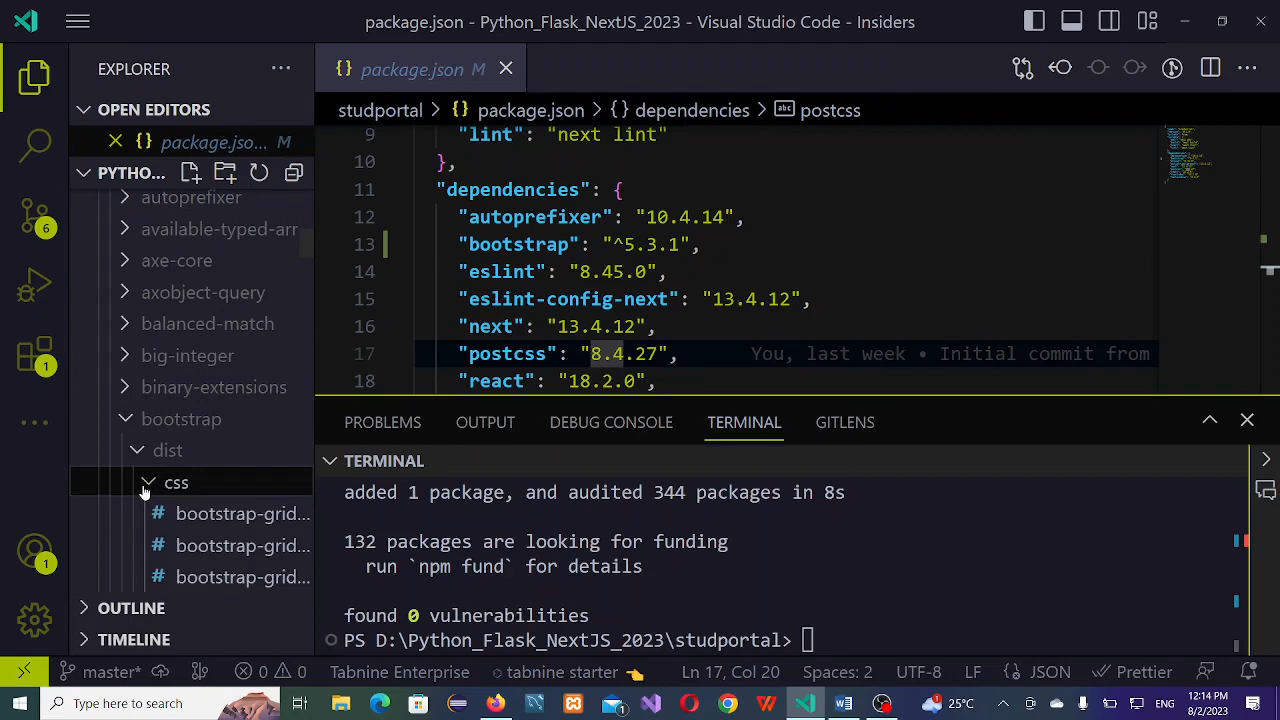 package.json - Python_Flask_NextJS_2023 - Visual Studio Code - Insiders
EXPLORER
OPEN EDITORS
package.jso... M
PYTHO...
autoprefixer
available-typed-arr
axe-core
axobject-query
balanced-match
big-integer
binary-extensions
bootstrap
dist
css
# bootstrap-grid...
# bootstrap-grid...
# bootstrap-grid...
OUTLINE
TIMELINE
6
1
1
{} package.json M
studportal > {} package.json > {} dependencies > abc postcss
9 "lint": "next lint"
10 },
11 "dependencies": {
12 "autoprefixer": "10.4.14",
13 "bootstrap": "^5.3.1",
14 "eslint": "8.45.0",
15 "eslint-config-next": "13.4.12",
16 "next": "13.4.12",
17 "postcss": "8.4.27", You, last week • Initial commit from
18 "react": "18.2.0",
PROBLEMS OUTPUT DEBUG CONSOLE TERMINAL GITLENS
TERMINAL
added 1 package, and audited 344 packages in 8s
132 packages are looking for funding
run `npm fund` for details
found 0 vulnerabilities
PS D:\Python_Flask_NextJS_2023\studportal>
master* 0 0 Tabnine Enterprise tabnine starter Ln 17, Col 20 Spaces: 2 UTF-8 LF {} JSON Prettier
Type here to search 1 25°C 12:14 PM
8/2/2023